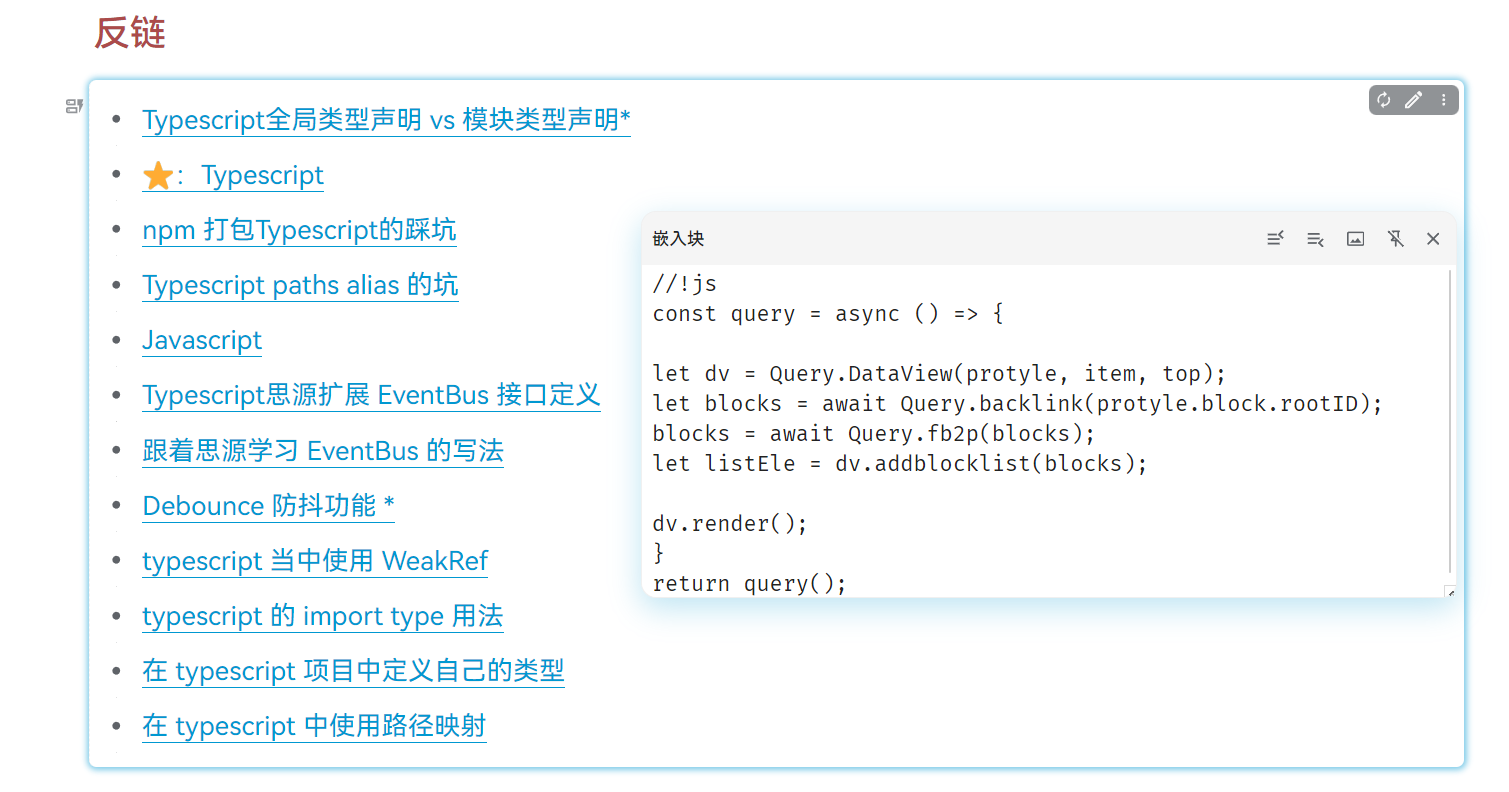 反链
Typescript全局类型声明 vs 模块类型声明*
⭐：Typescript
npm 打包Typescript的踩坑
Typescript paths alias 的坑
Javascript
Typescript思源扩展 EventBus 接口定义
跟着思源学习 EventBus 的写法
Debounce 防抖功能 *
typescript 当中使用 WeakRef
typescript 的 import type 用法
在 typescript 项目中定义自己的类型
在 typescript 中使用路径映射
嵌入块
//!js
const query = async () => {
let dv = Query.DataView(protyle, item, top);
let blocks = await Query.backlink(protyle.block.rootID);
blocks = await Query.fb2p(blocks);
let listEle = dv.addblocklist(blocks);
dv.render();
}
return query();